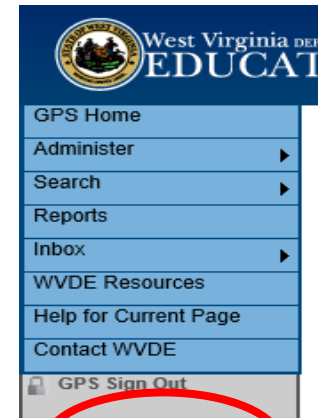 West Virginia DEP
EDUCAT
GPS Home
Administer
Search
Reports
Inbox
WVDE Resources
Help for Current Page
Contact WVDE
GPS Sign Out